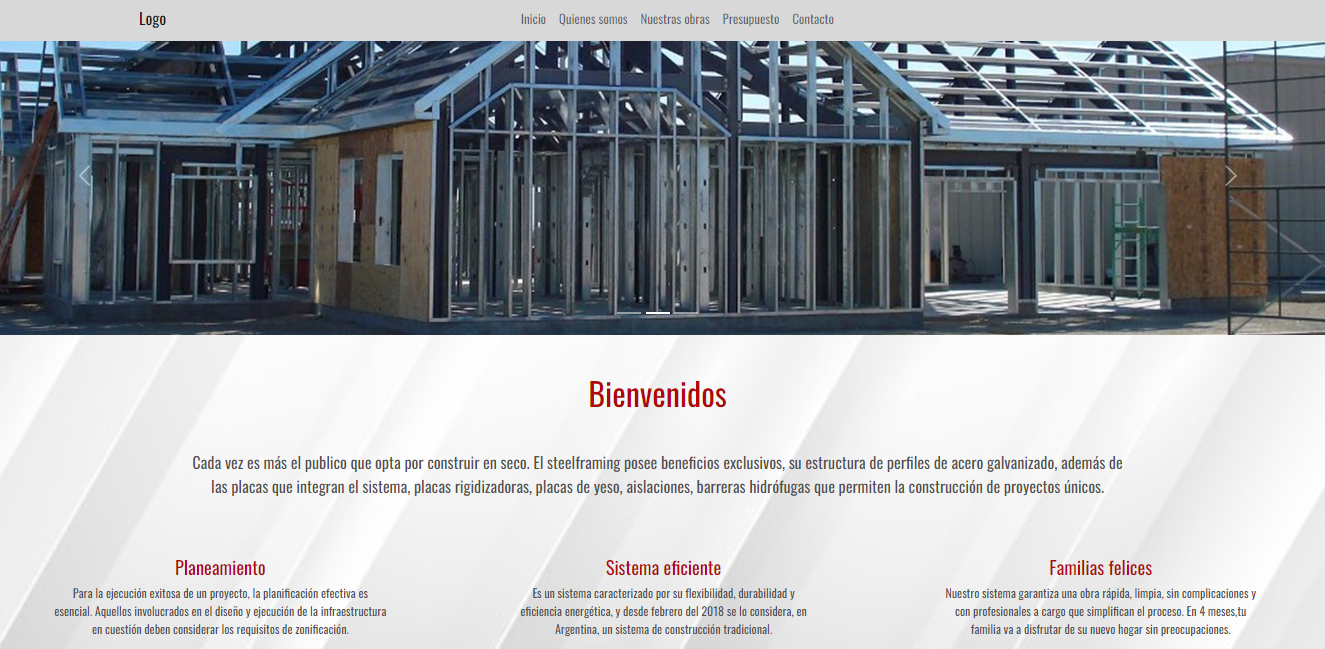 Logo
Inicio Quienes somos Nuestras obras Presupuesto Contacto
Bienvenidos
Cada vez es más el publico que opta por construir en seco. El steelframing posee beneficios exclusivos, su estructura de perfiles de acero galvanizado, además de
las placas que integran el sistema, placas rigidizadoras, placas de yeso, aislaciones, barreras hidrófugas que permiten la construcción de proyectos únicos.
Planeamiento
Para la ejecución exitosa de un proyecto, la planificación efectiva es
esencial. Aquellos involucrados en el diseño y ejecución de la infraestructura
en cuestión deben considerar los requisitos de zonificación.
Sistema eficiente
Es un sistema caracterizado por su flexibilidad, durabilidad y
eficiencia energética, y desde febrero del 2018 se lo considera, en
Argentina, un sistema de construcción tradicional.
Familias felices
Nuestro sistema garantiza una obra rápida, limpia, sin complicaciones y
con profesionales a cargo que simplifican el proceso. En 4 meses,tu
familia va a disfrutar de su nuevo hogar sin preocupaciones.